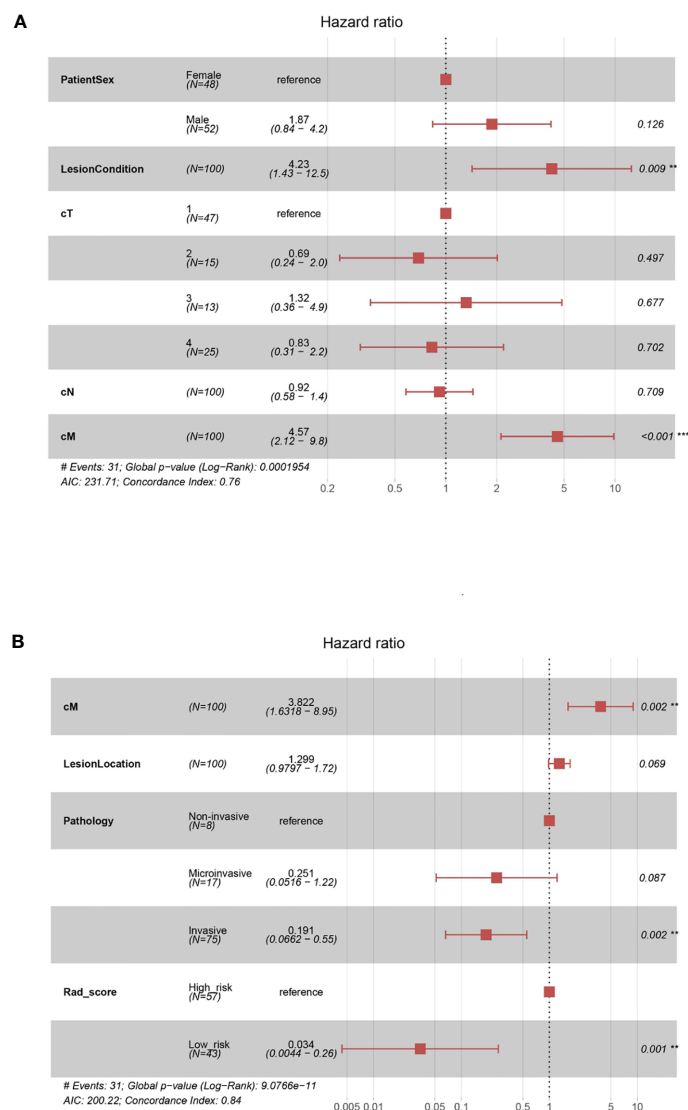 A
Hazard ratio
PatientSex Female (N=48) reference
Male (N=52) 1.87 (0.84 − 4.2) 0.126
LesionCondition (N=100) 4.23 (1.43 − 12.5) 0.009 **
cT 1 (N=47) reference
2 (N=15) 0.69 (0.24 − 2.0) 0.497
3 (N=13) 1.32 (0.36 − 4.9) 0.677
4 (N=25) 0.83 (0.31 − 2.2) 0.702
cN (N=100) 0.92 (0.58 − 1.4) 0.709
cM (N=100) 4.57 (2.12 − 9.8) <0.001 ***
# Events: 31; Global p−value (Log−Rank): 0.0001954
AIC: 231.71; Concordance Index: 0.76
0.2 0.5 1 2 5 10
B
Hazard ratio
cM (N=100) 3.822 (1.6318 − 8.95) 0.002 **
LesionLocation (N=100) 1.299 (0.9797 − 1.72) 0.069
Pathology Non−invasive (N=8) reference
Microinvasive (N=17) 0.251 (0.0516 − 1.22) 0.087
Invasive (N=75) 0.191 (0.0662 − 0.55) 0.002 **
Rad_score High_risk (N=57) reference
Low_risk (N=43) 0.034 (0.0044 − 0.26) 0.001 **
# Events: 31; Global p−value (Log−Rank): 9.0766e−11
AIC: 200.22; Concordance Index: 0.84
0.005 0.01 0.05 0.1 0.5 1 5 10